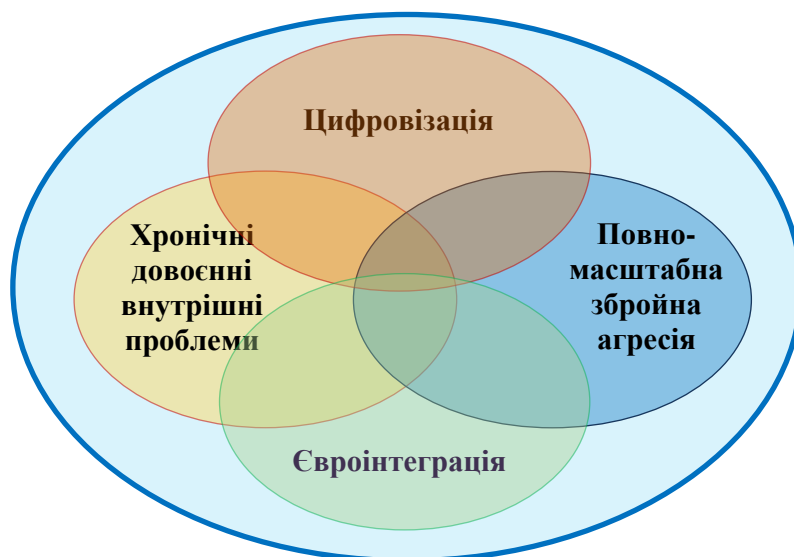 Цифровізація
Хронічні
довоєнні
внутрішні
проблеми
Повно-
масштабна
збройна
агресія
Євроінтеграція